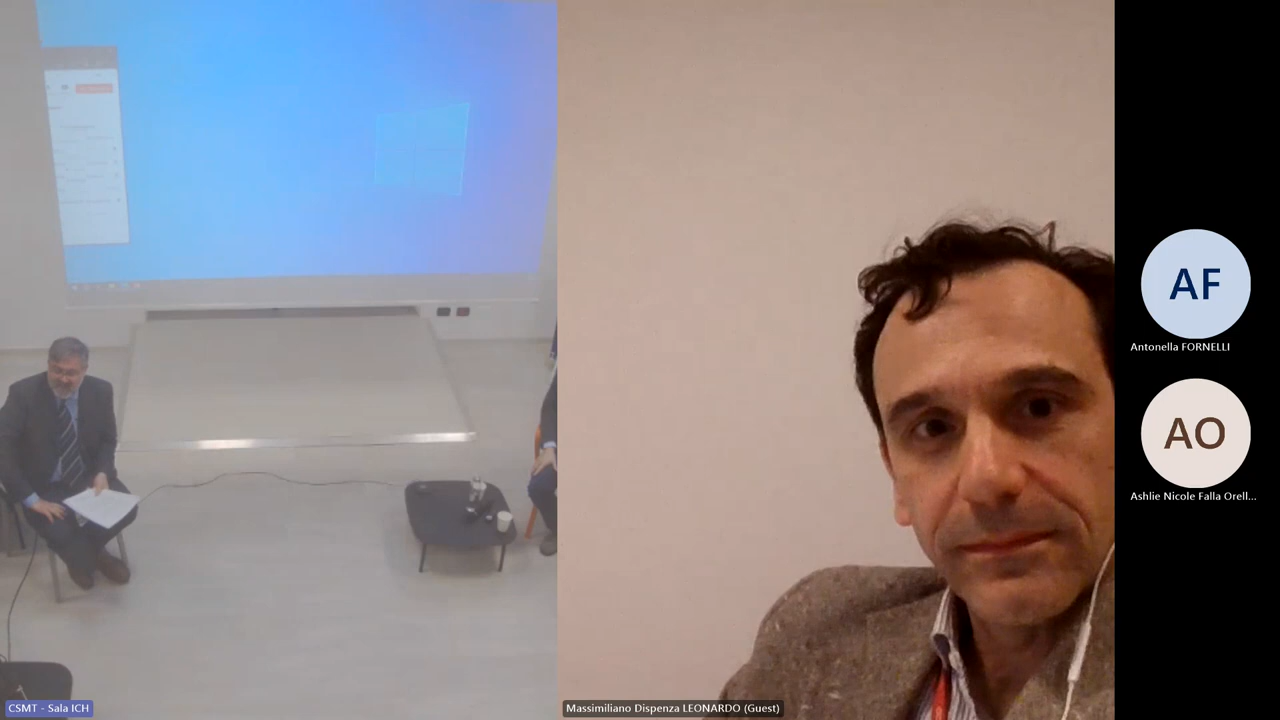 AF
Antonella FORNELLI
AO
Ashlie Nicole Falla Orell...
CSMT - Sala ICH
Massimiliano Dispenza LEONARDO (Guest)